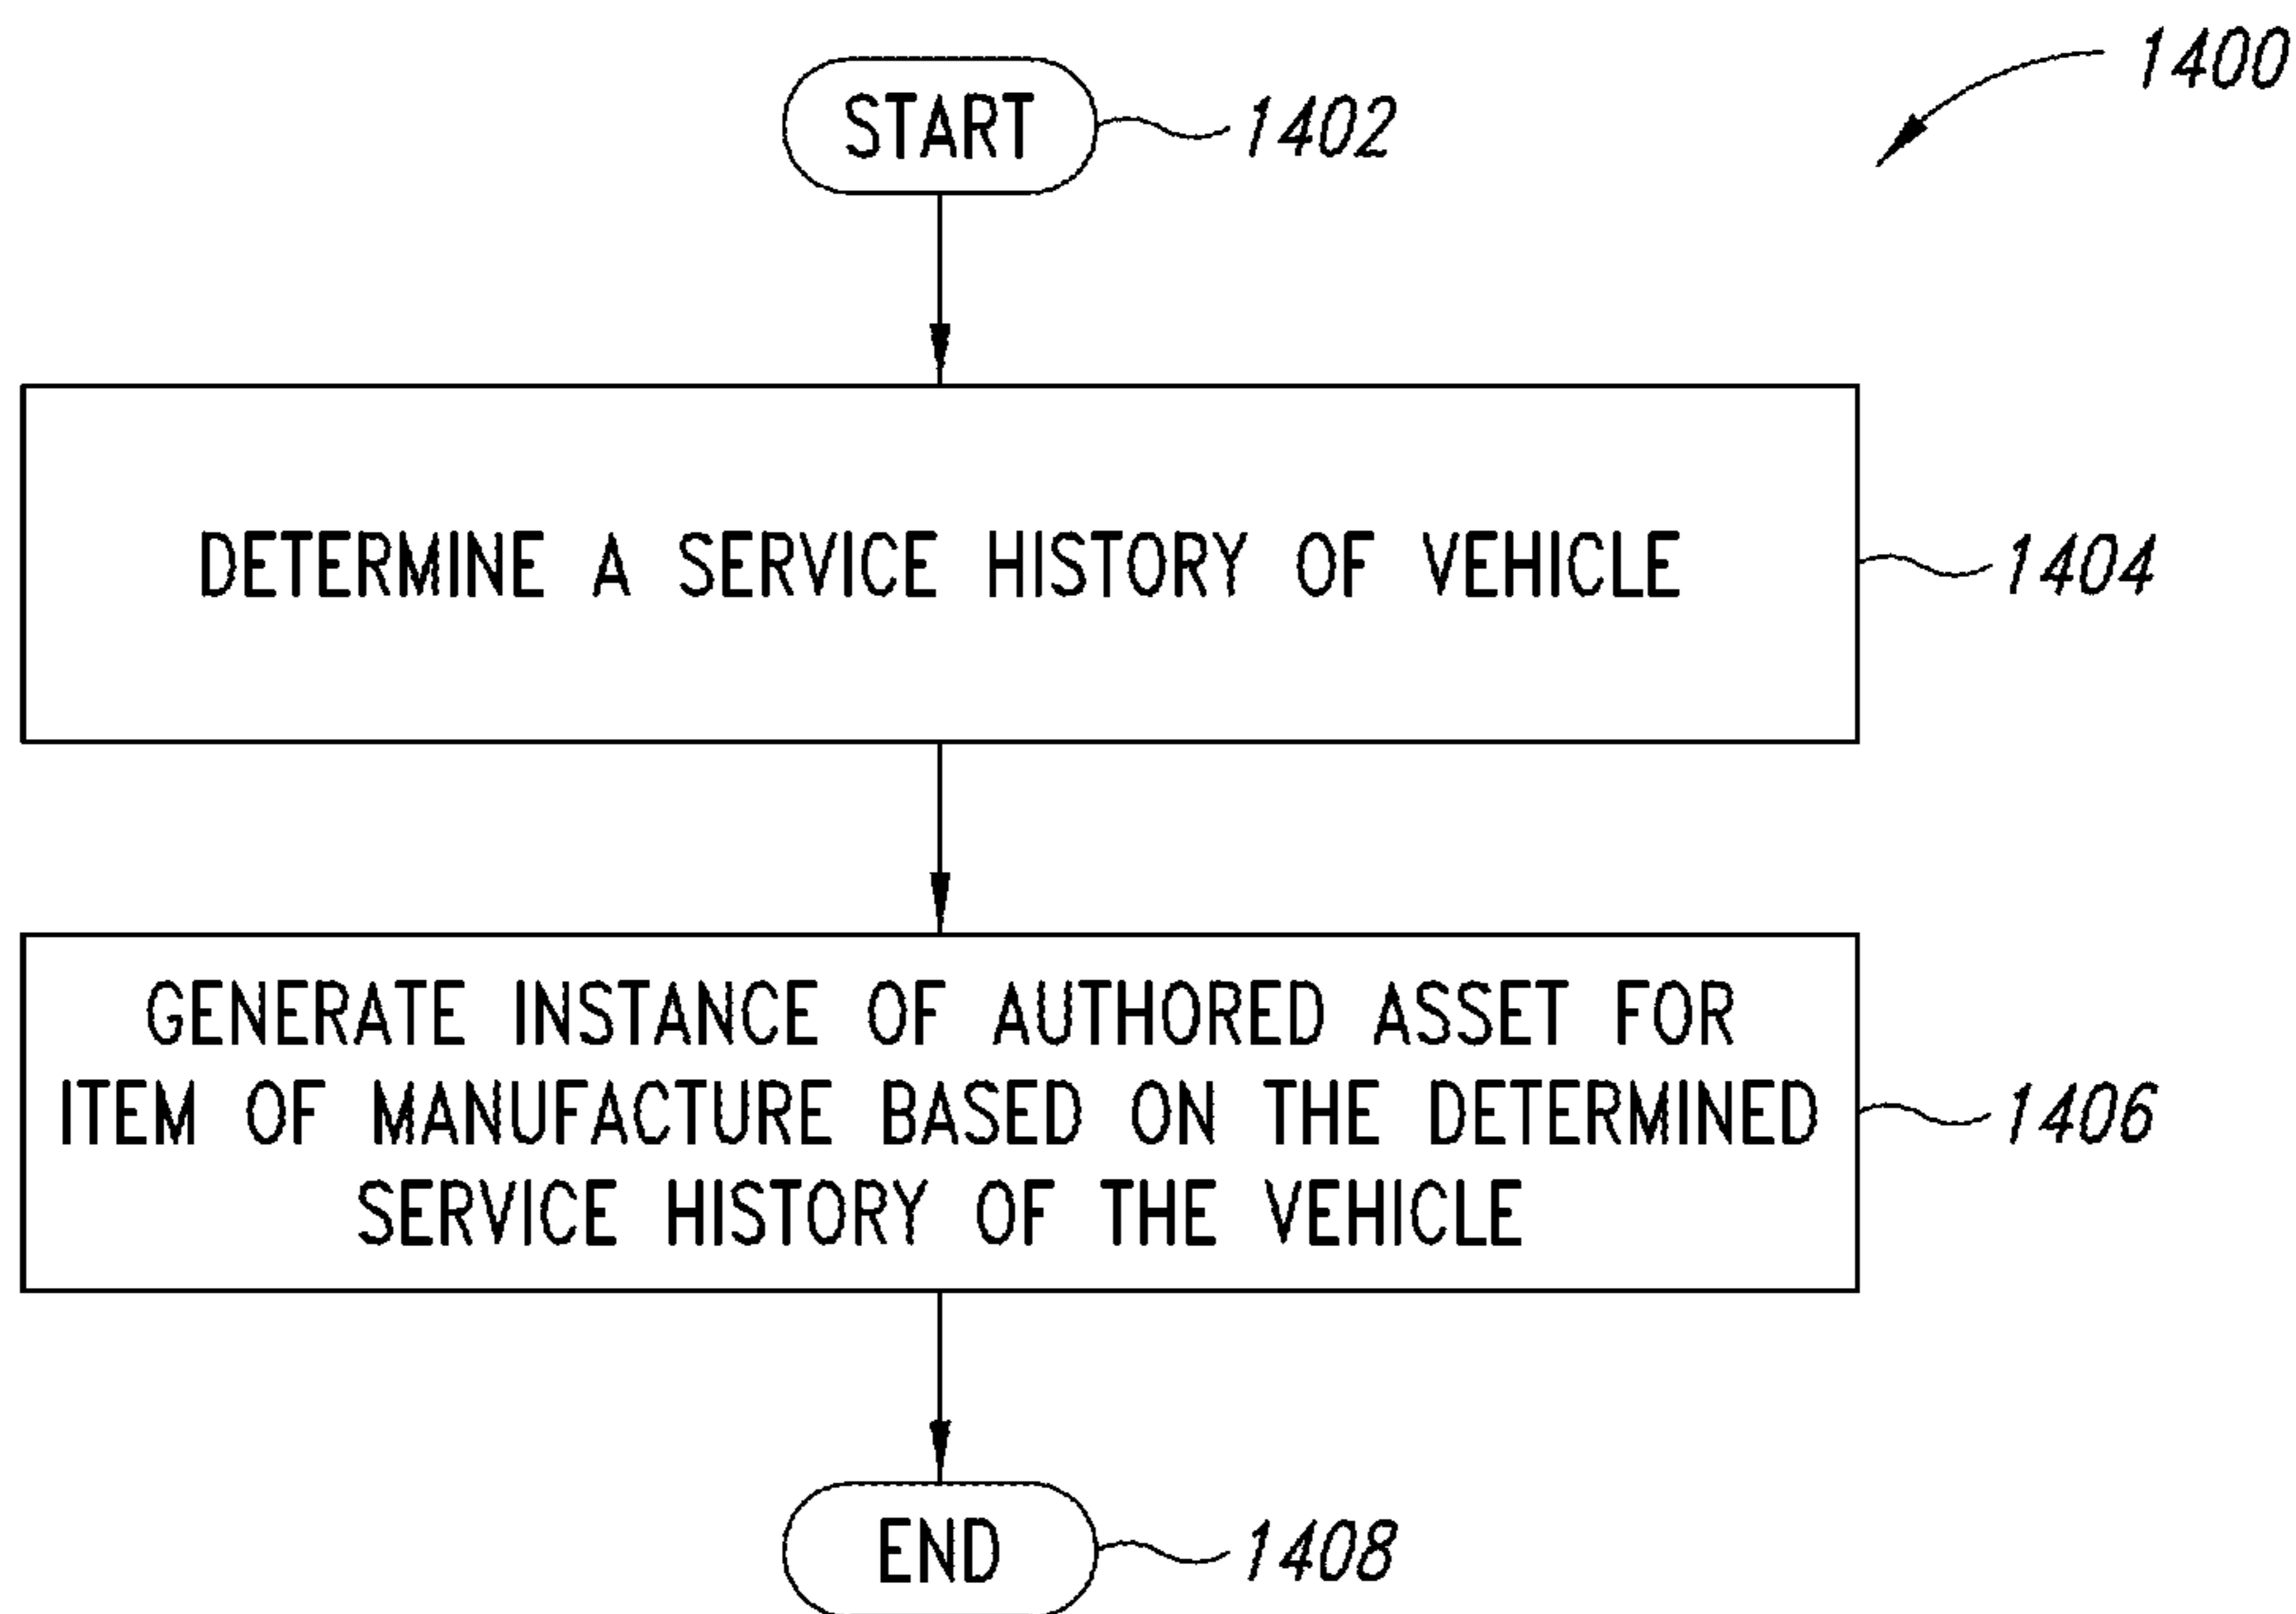 1400
START
1402
DETERMINE A SERVICE HISTORY OF VEHICLE
1404
GENERATE INSTANCE OF AUTHORED ASSET FOR
ITEM OF MANUFACTURE BASED ON THE DETERMINED
SERVICE HISTORY OF THE VEHICLE
1406
END
1408